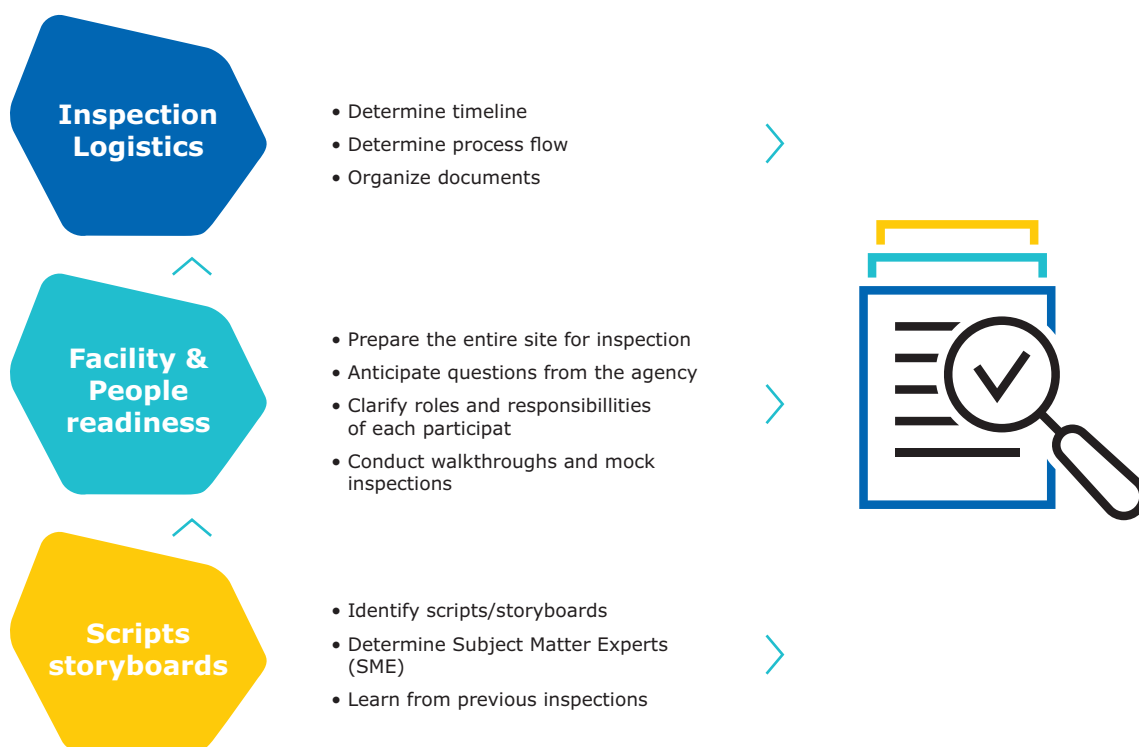 Inspection
Logistics
• Determine timeline
• Determine process flow
• Organize documents
Facility &
People
readiness
• Prepare the entire site for inspection
• Anticipate questions from the agency
• Clarify roles and responsibillities
of each participat
• Conduct walkthroughs and mock
inspections
Scripts
storyboards
• Identify scripts/storyboards
• Determine Subject Matter Experts
(SME)
• Learn from previous inspections